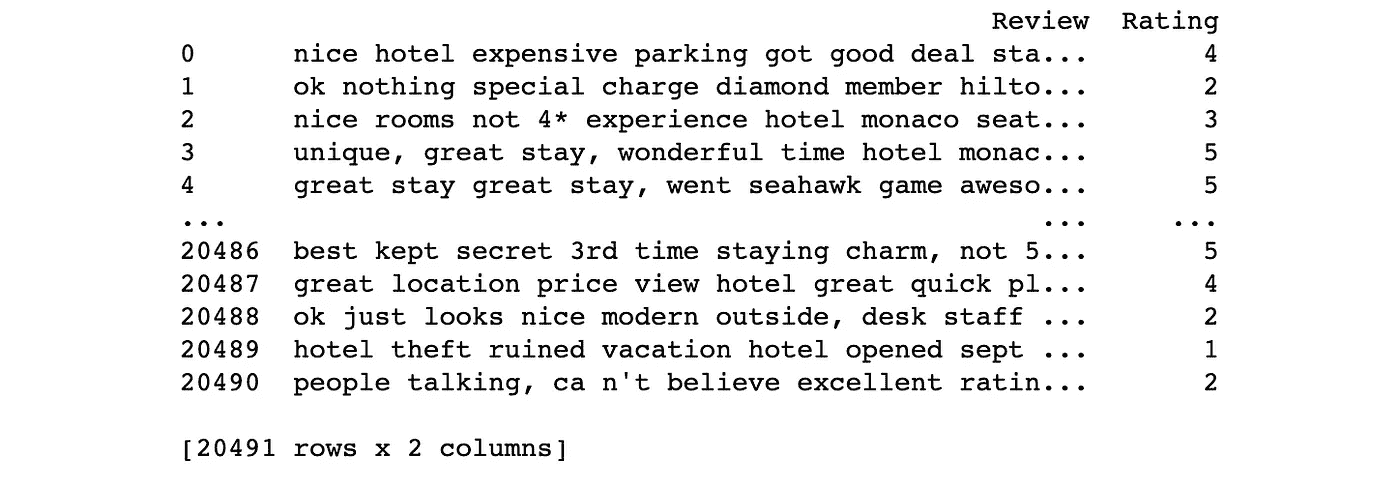 Review Rating
0 nice hotel expensive parking got good deal sta... 4
1 ok nothing special charge diamond member hilto... 2
2 nice rooms not 4* experience hotel monaco seat... 3
3 unique, great stay, wonderful time hotel monac... 5
4 great stay great stay, went seahawk game aweso... 5
... ... ...
20486 best kept secret 3rd time staying charm, not 5... 5
20487 great location price view hotel great quick pl... 4
20488 ok just looks nice modern outside, desk staff ... 2
20489 hotel theft ruined vacation hotel opened sept ... 1
20490 people talking, ca n't believe excellent ratin... 2
[20491 rows x 2 columns]